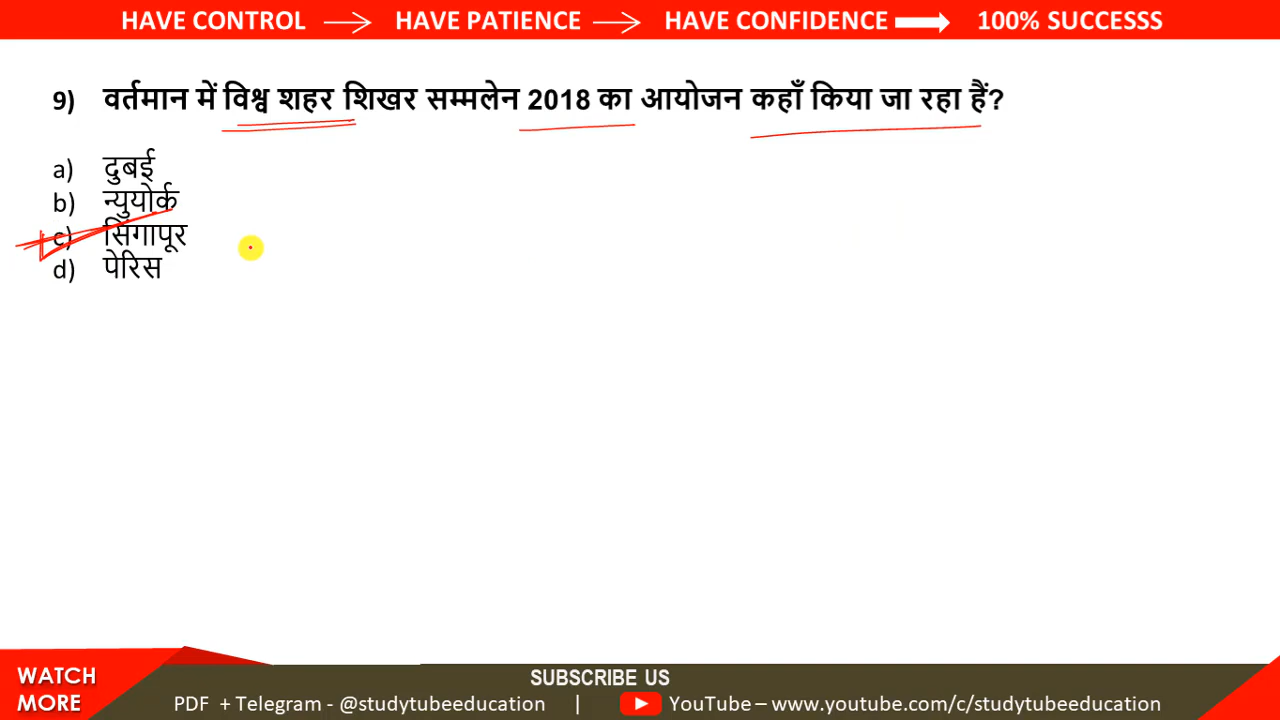 HAVE CONTROL → HAVE PATIENCE → HAVE CONFIDENCE → 100% SUCCESSS
9) वर्तमान में विश्व शहर शिखर सम्मलेन 2018 का आयोजन कहाँ किया जा रहा हैं?
a) दुबई
b) न्युयोर्क
c) सिंगापूर
d) पेरिस
WATCH MORE
SUBSCRIBE US
PDF + Telegram - @studytubeeducation | YouTube – www.youtube.com/c/studytubeeducation